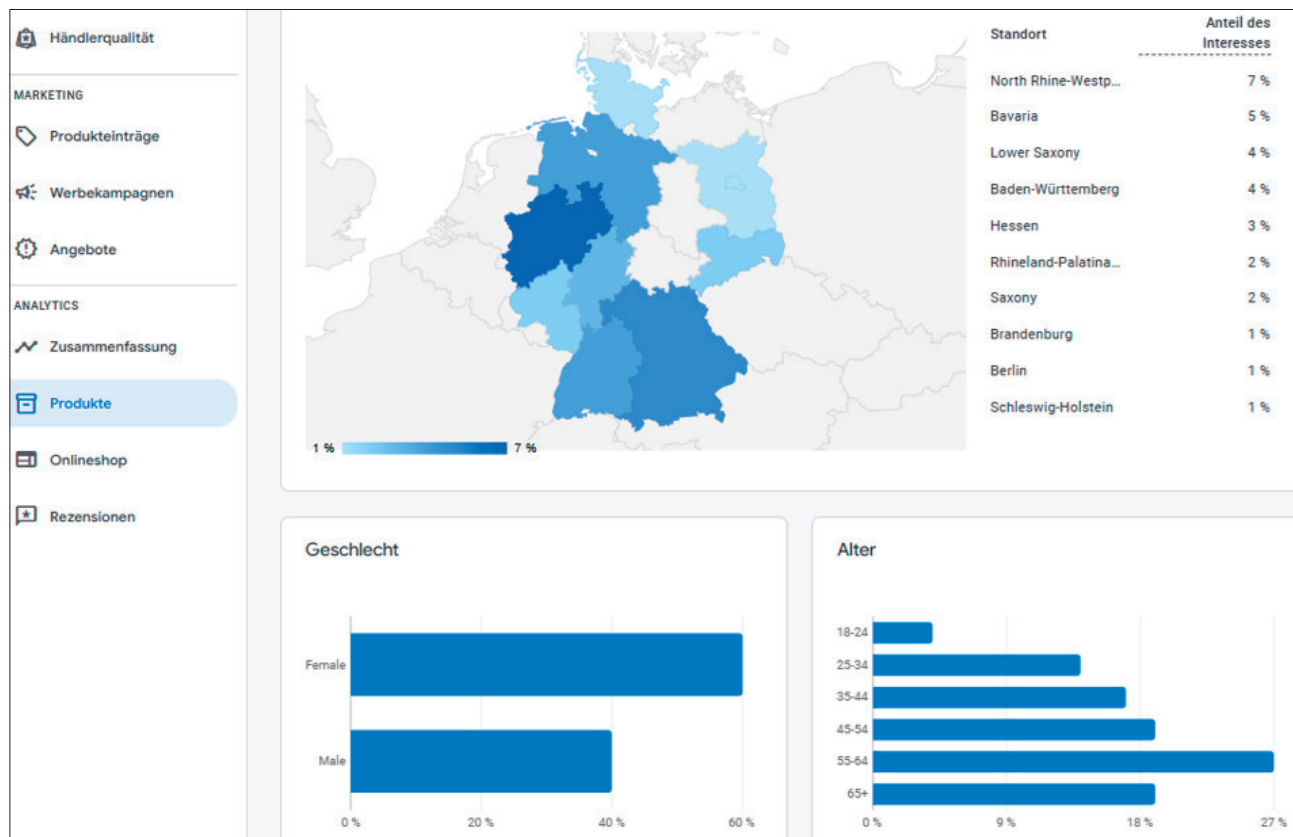 Händlerqualität
MARKETING
Produkteinträge
Werbekampagnen
Angebote
ANALYTICS
Zusammenfassung
Produkte
Onlineshop
Rezensionen
1 %
7 %
Standort
Anteil des
Interesses
North Rhine-Westp... 7 %
Bavaria 5 %
Lower Saxony 4 %
Baden-Württemberg 4 %
Hessen 3 %
Rhineland-Palatina... 2 %
Saxony 2 %
Brandenburg 1 %
Berlin 1 %
Schleswig-Holstein 1 %
Geschlecht
Female
Male
0 % 20 % 40 % 60 %
Alter
18-24
25-34
35-44
45-54
55-64
65+
0 % 9 % 18 % 27 %